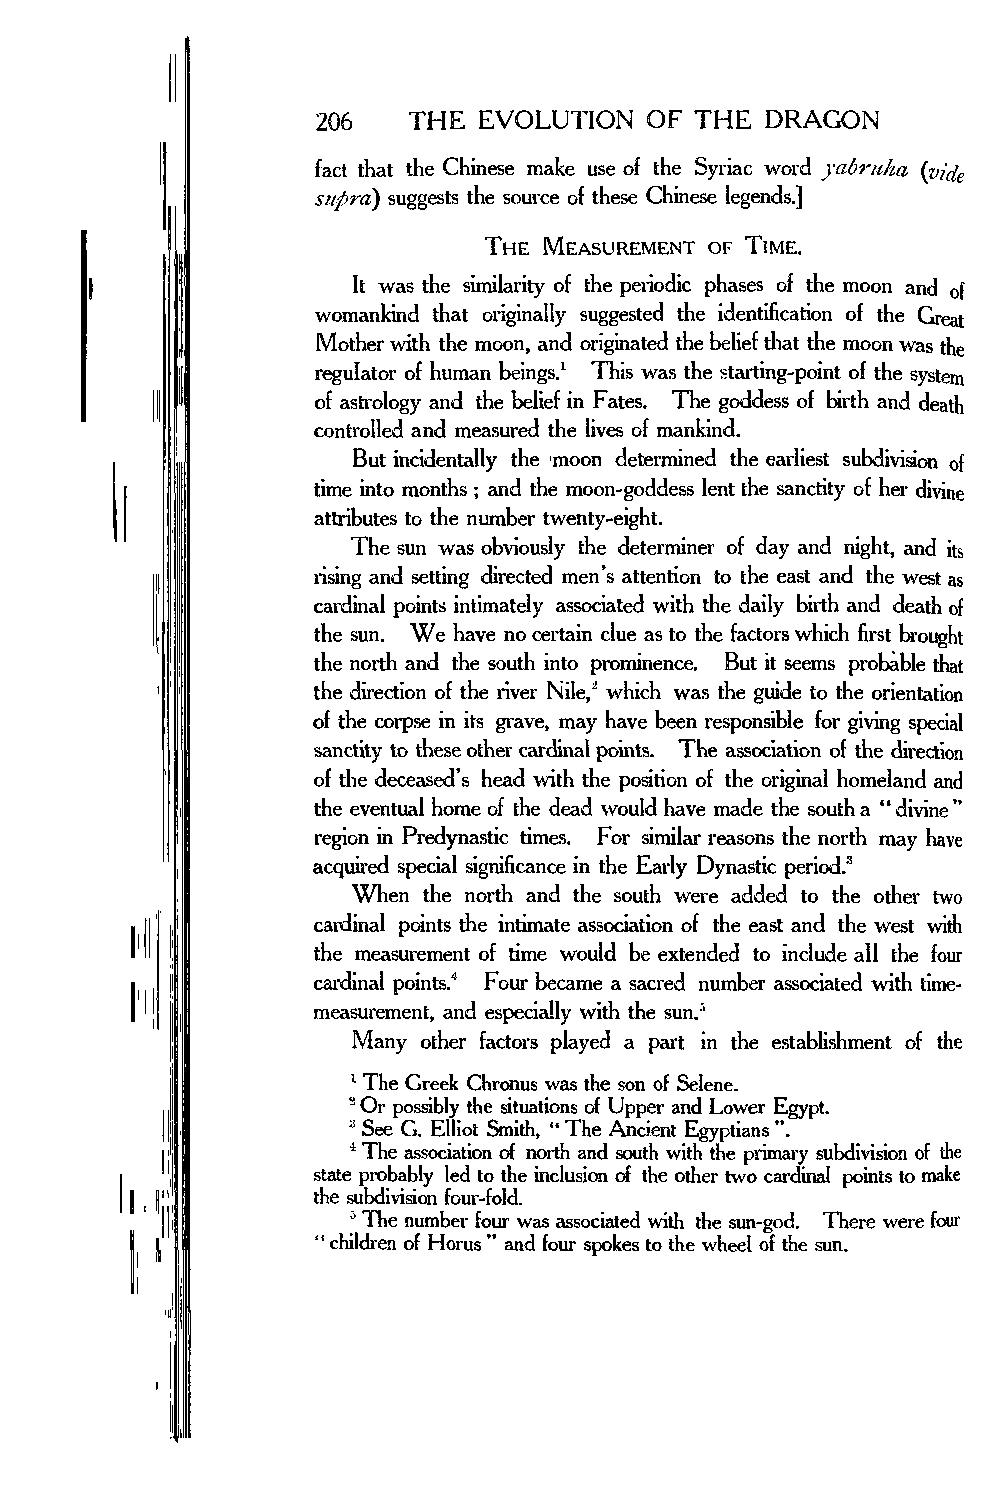 206 THE EVOLUTION OF THE DRAGON
fact that the Chinese make use of the Syriac word yabruha (vide
supra) suggests the source of these Chinese legends.]
THE MEASUREMENT OF TIME.
It was the similarity of the periodic phases of the moon and of
womankind that originally suggested the identification of the Great
Mother with the moon, and originated the belief that the moon was the
regulator of human beings.¹ This was the starting-point of the system
of astrology and the belief in Fates. The goddess of birth and death
controlled and measured the lives of mankind.
But incidentally the moon determined the earliest subdivision of
time into months ; and the moon-goddess lent the sanctity of her divine
attributes to the number twenty-eight.
The sun was obviously the determiner of day and night, and its
rising and setting directed men's attention to the east and the west as
cardinal points intimately associated with the daily birth and death of
the sun. We have no certain clue as to the factors which first brought
the north and the south into prominence. But it seems probable that
the direction of the river Nile,² which was the guide to the orientation
of the corpse in its grave, may have been responsible for giving special
sanctity to these other cardinal points. The association of the direction
of the deceased's head with the position of the original homeland and
the eventual home of the dead would have made the south a " divine "
region in Predynastic times. For similar reasons the north may have
acquired special significance in the Early Dynastic period.³
When the north and the south were added to the other two
cardinal points the intimate association of the east and the west with
the measurement of time would be extended to include all the four
cardinal points.⁴ Four became a sacred number associated with time-
measurement, and especially with the sun.⁵
Many other factors played a part in the establishment of the
¹ The Greek Chronus was the son of Selene.
² Or possibly the situations of Upper and Lower Egypt.
³ See G. Elliot Smith, " The Ancient Egyptians ".
⁴ The association of north and south with the primary subdivision of the
state probably led to the inclusion of the other two cardinal points to make
the subdivision four-fold.
⁵ The number four was associated with the sun-god. There were four
" children of Horus " and four spokes to the wheel of the sun.